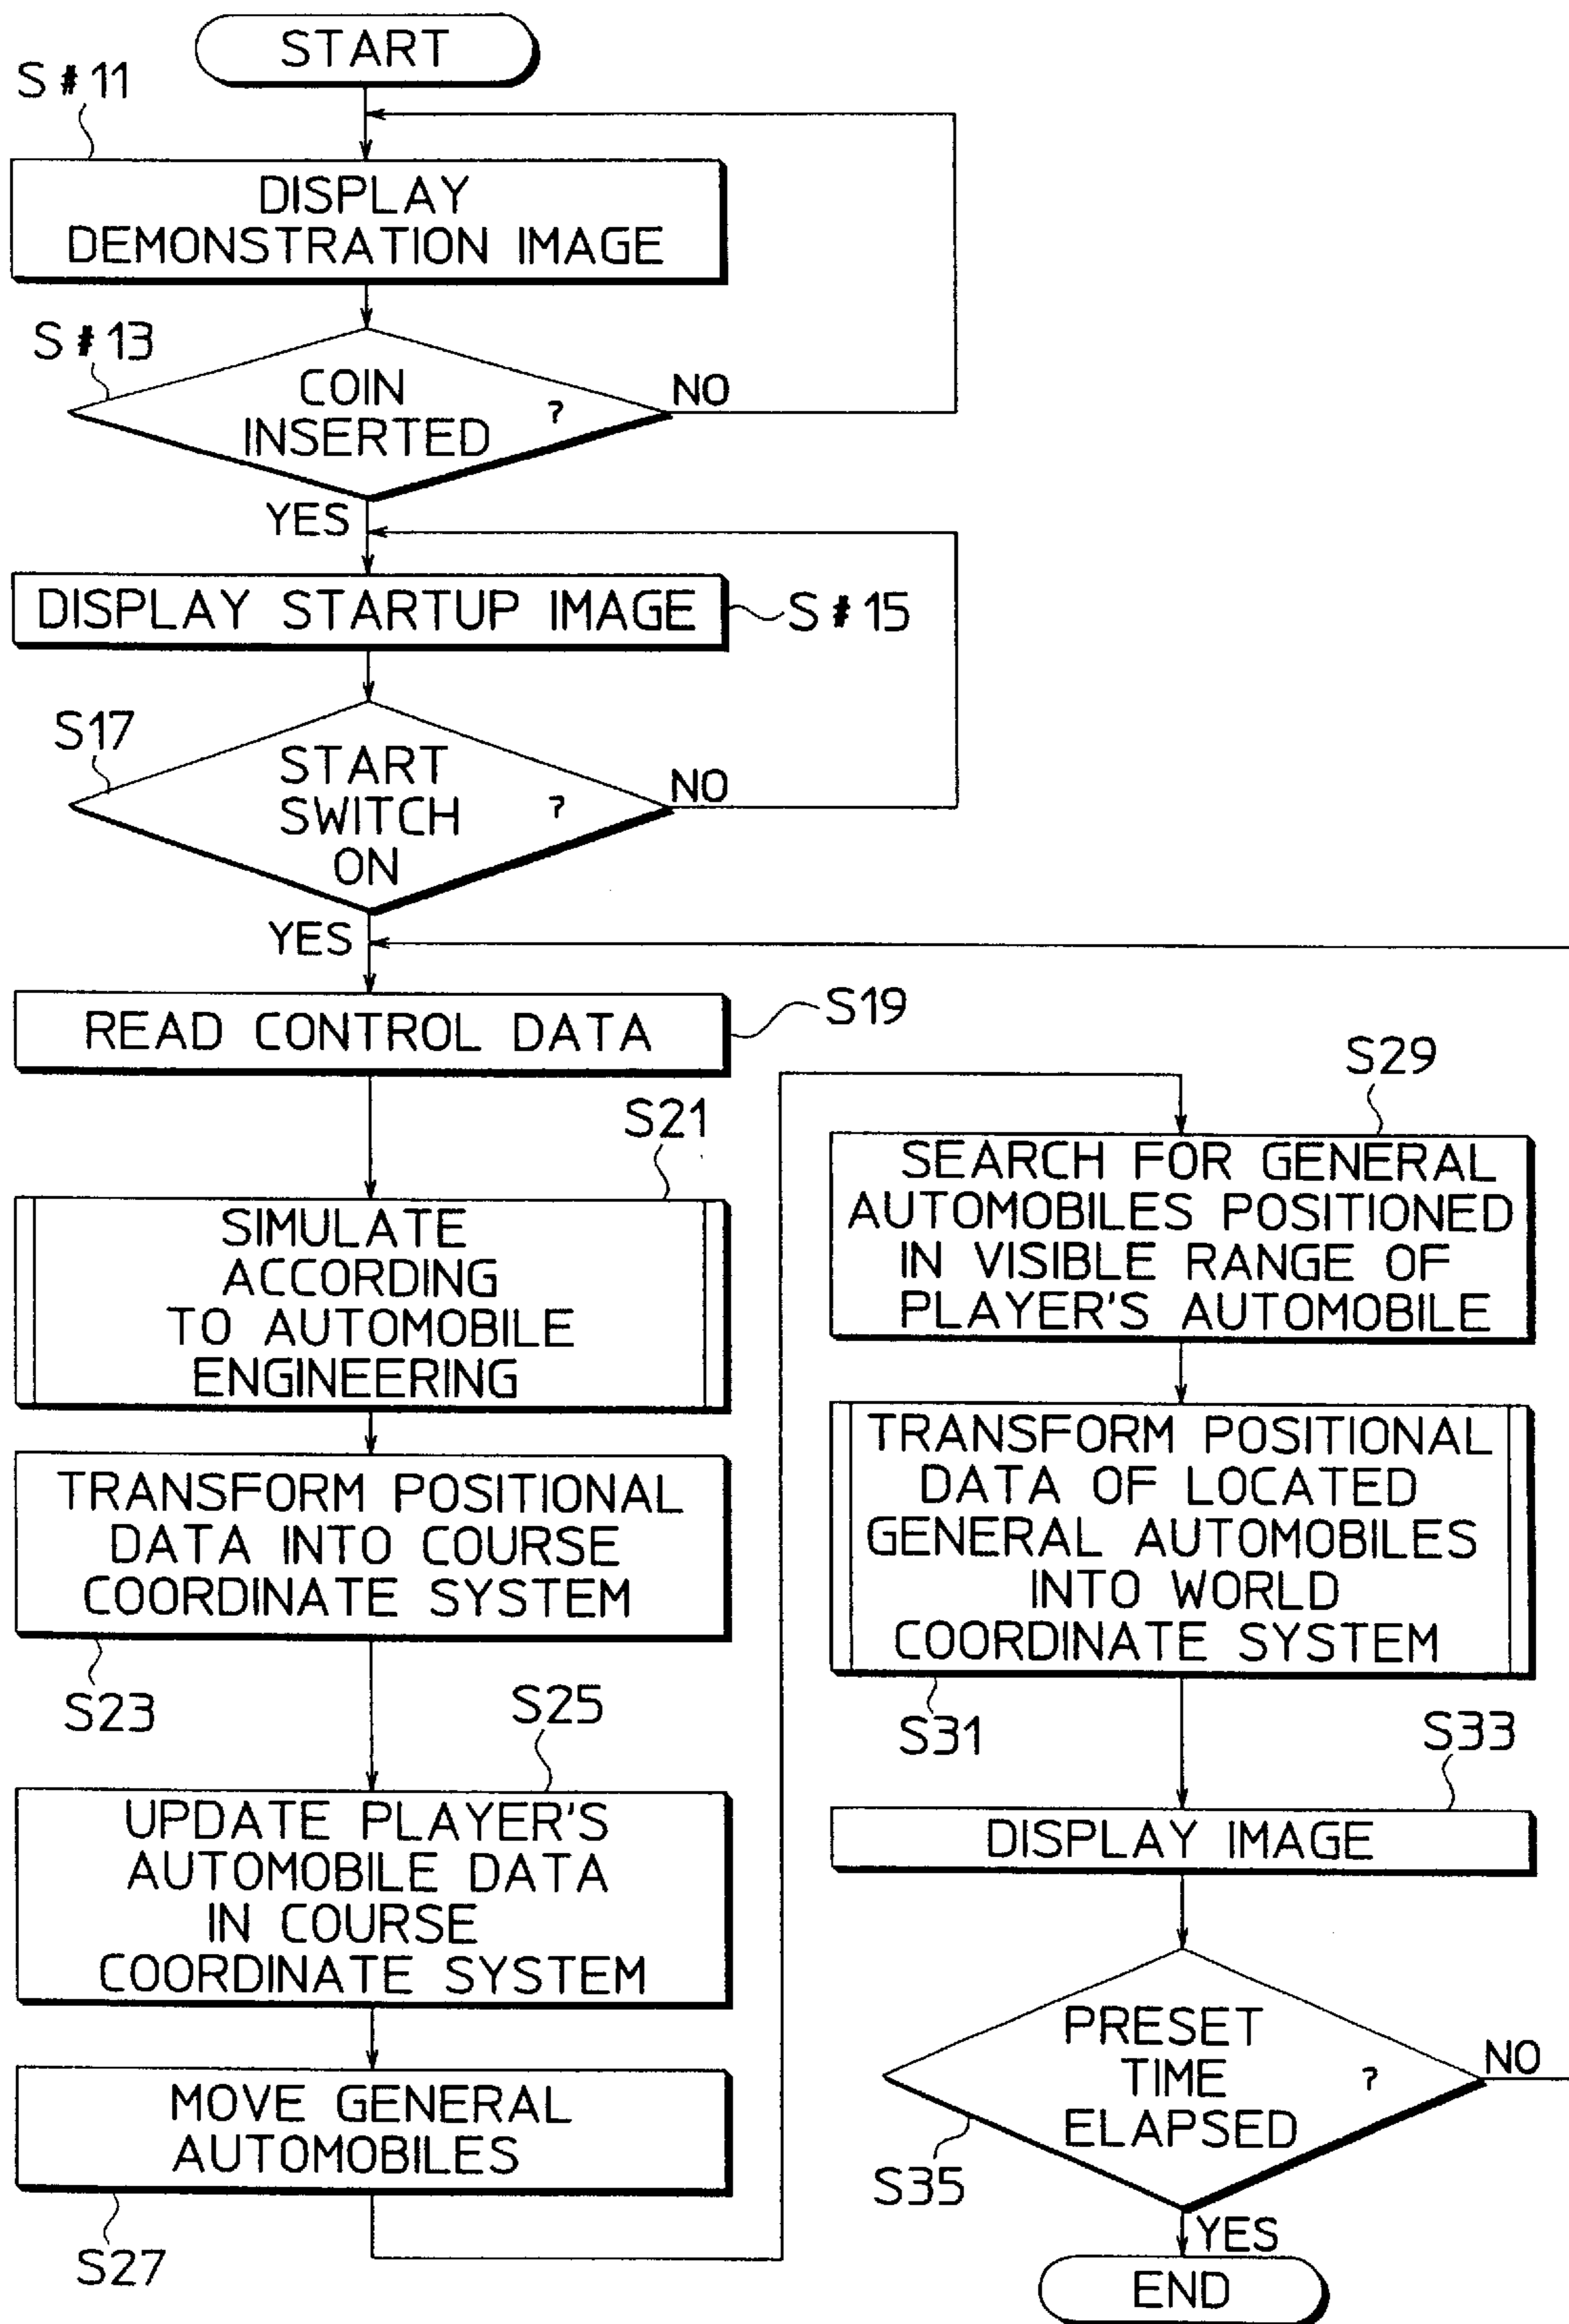 START
S#11
DISPLAY
DEMONSTRATION IMAGE
S#13
COIN
INSERTED
?
NO
YES
DISPLAY STARTUP IMAGE
S#15
S17
START
SWITCH
ON
?
NO
YES
READ CONTROL DATA
S19
S21
SIMULATE
ACCORDING
TO AUTOMOBILE
ENGINEERING
TRANSFORM POSITIONAL
DATA INTO COURSE
COORDINATE SYSTEM
S23
S25
UPDATE PLAYER'S
AUTOMOBILE DATA
IN COURSE
COORDINATE SYSTEM
MOVE GENERAL
AUTOMOBILES
S27
S29
SEARCH FOR GENERAL
AUTOMOBILES POSITIONED
IN VISIBLE RANGE OF
PLAYER'S AUTOMOBILE
TRANSFORM POSITIONAL
DATA OF LOCATED
GENERAL AUTOMOBILES
INTO WORLD
COORDINATE SYSTEM
S31
S33
DISPLAY IMAGE
PRESET
TIME
ELAPSED
?
NO
S35
YES
END